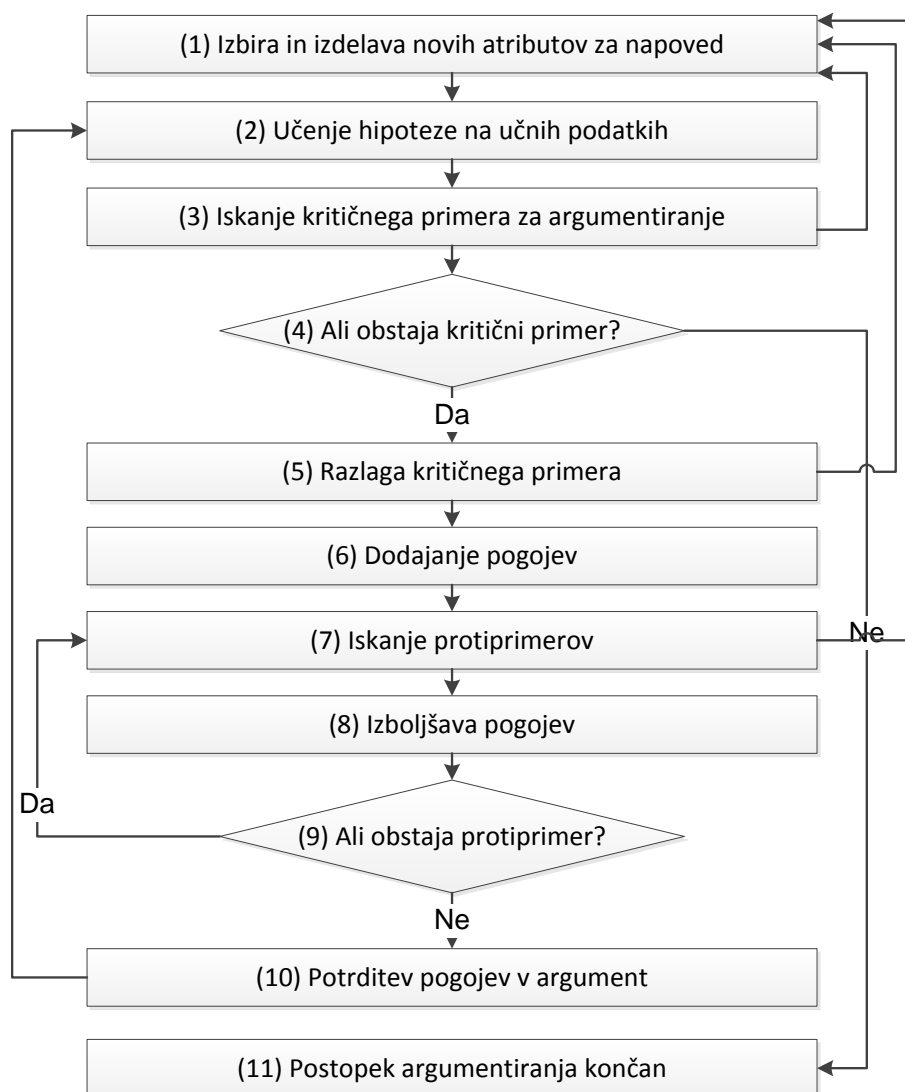 (1) Izbira in izdelava novih atributov za napoved
(2) Učenje hipoteze na učnih podatkih
(3) Iskanje kritičnega primera za argumentiranje
(4) Ali obstaja kritični primer?
Da
(5) Razlaga kritičnega primera
(6) Dodajanje pogojev
(7) Iskanje protiprimerov
Ne
(8) Izboljšava pogojev
Da
(9) Ali obstaja protiprimer?
Ne
(10) Potrditev pogojev v argument
(11) Postopek argumentiranja končan